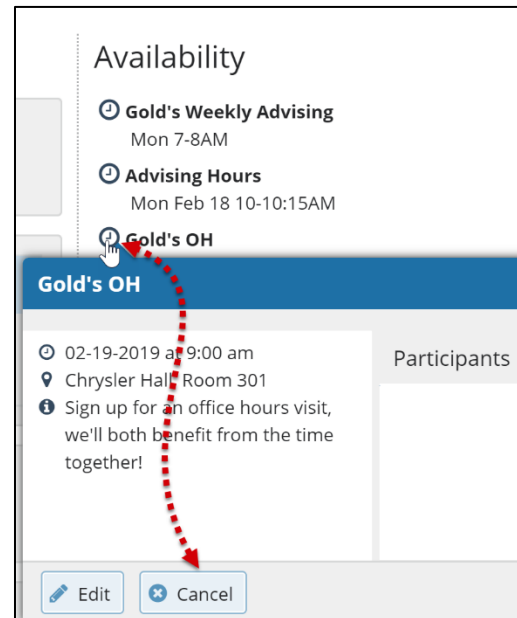 Availability
Gold's Weekly Advising
Mon 7-8AM
Advising Hours
Mon Feb 18 10-10:15AM
Gold's OH
Gold's OH
02-19-2019 at 9:00 am
Chrysler Hall, Room 301
Sign up for an office hours visit,
we'll both benefit from the time
together!
Participants
Edit
Cancel